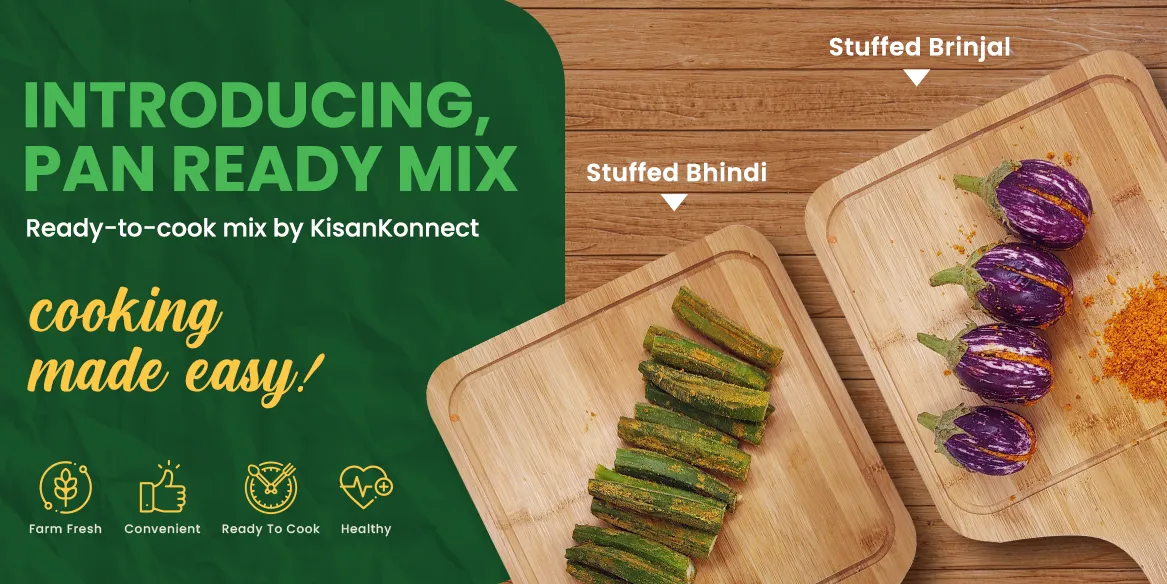 INTRODUCING,
PAN READY MIX
Ready-to-cook mix by KisanKonnect
cooking
made easy!
Farm Fresh
Convenient
Ready To Cook
Healthy
Stuffed Brinjal
Stuffed Bhindi